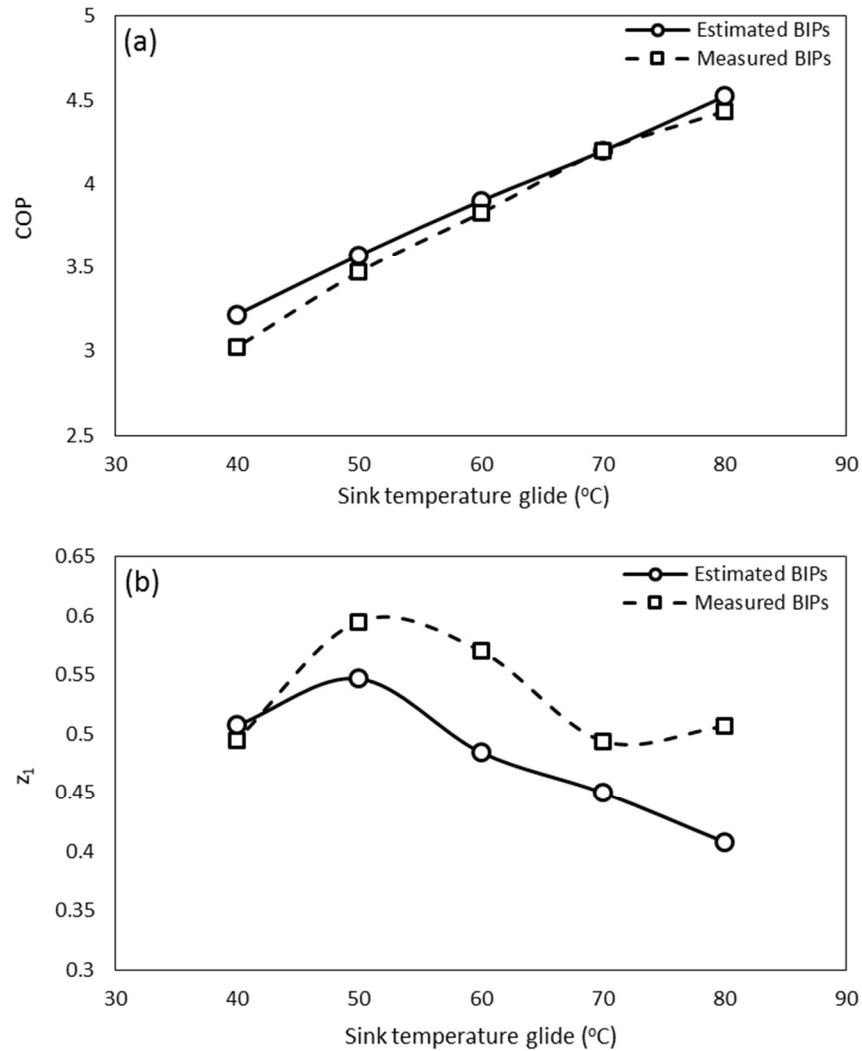 (a)
Estimated BIPs
Measured BIPs
5
4.5
4
3.5
3
2.5
COP
30 40 50 60 70 80 90
Sink temperature glide (°C)
(b)
Estimated BIPs
Measured BIPs
0.65
0.6
0.55
0.5
0.45
0.4
0.35
0.3
z₁
30 40 50 60 70 80 90
Sink temperature glide (°C)